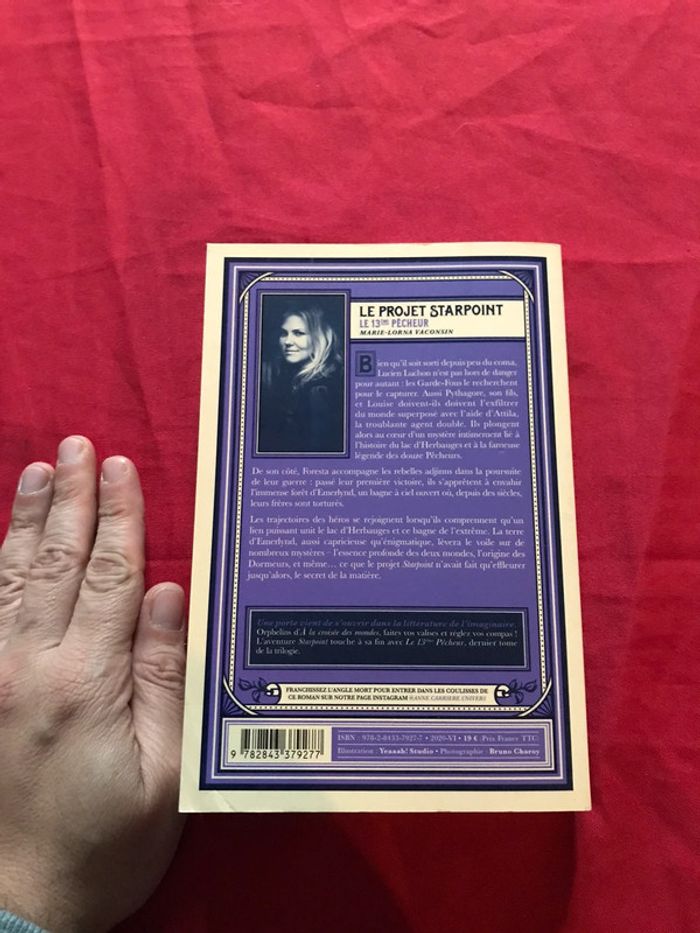 LE PROJET STARPOINT
LE 13ÈME PÊCHEUR
MARIE-LORNA VACONSIN
Bien qu'il soit sorti depuis peu du coma,
Lucien Luchon n'est pas hors de danger
pour autant : les Garde-Fous le recherchent
pour le capturer. Aussi Pythagore, son fils,
et Louise doivent-ils doivent l'exfiltrer
du monde superposé avec l'aide d'Attila,
la troublante agent double. Ils plongent
alors au cœur d'un mystère intimement lié à
l'histoire du lac d'Herbauges et à la fameuse
légende des douze Pêcheurs.
De son côté, Foresta accompagne les rebelles adjinns dans la poursuite
de leur guerre : passé leur première victoire, ils s'apprêtent à envahir
l'immense forêt d'Emerlynd, un bagne à ciel ouvert où, depuis des siècles,
leurs frères sont torturés.
Les trajectoires des héros se rejoignent lorsqu'ils comprennent qu'un
lien puissant unit le lac d'Herbauges et ce bagne de l'extrême. La terre
d'Emerlynd, aussi capricieuse qu'énigmatique, lèvera le voile sur de
nombreux mystères – l'essence profonde des deux mondes, l'origine des
Dormeurs, et même… ce que le projet Starpoint n'avait fait qu'effleurer
jusqu'alors, le secret de la matière.
Une porte vient de s'ouvrir dans la littérature de l'imaginaire.
Orphelins d'À la croisée des mondes, faites vos valises et réglez vos compas !
L'aventure Starpoint touche à sa fin avec Le 13ème Pêcheur, dernier tome
de la trilogie.
FRANCHISSEZ L'ANGLE MORT POUR ENTRER DANS LES COULISSES DE
CE ROMAN SUR NOTRE PAGE INSTAGRAM @ANNE.CARRIERE.UNIVERS
ISBN : 978-2-8433-7927-7 • 2020-VI • 19 € Prix France TTC
Illustration : Yeaaah! Studio • Photographie : Bruno Charoy
9 782843 379277